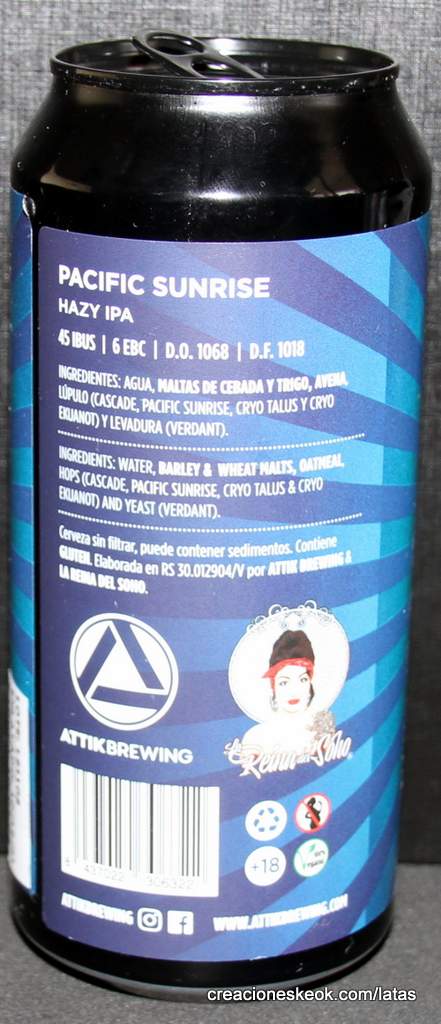 PACIFIC SUNRISE
HAZY IPA
45 IBUS | 6 EBC | D.O. 1068 | D.F. 1018
INGREDIENTES: AGUA, MALTAS DE CEBADA Y TRIGO, AVENA,
LÚPULO (CASCADE, PACIFIC SUNRISE, CRYO TALUS Y CRYO
EKUANOT) Y LEVADURA (VERDANT).
INGREDIENTS: WATER, BARLEY & WHEAT MALTS, OATMEAL,
HOPS (CASCADE, PACIFIC SUNRISE, CRYO TALUS & CRYO
EKUANOT) AND YEAST (VERDANT).
Cerveza sin filtrar, puede contener sedimentos. Contiene
GLUTEN. Elaborada en RS 30.012904/V por ATTIK BREWING &
LA REINA DEL SOHO.
ATTIKBREWING
La Reina del Soho
8 437022 306322
+18
ATTIKBREWING
WWW.ATTIKBREWING.COM
creacioneskeok.com/latas